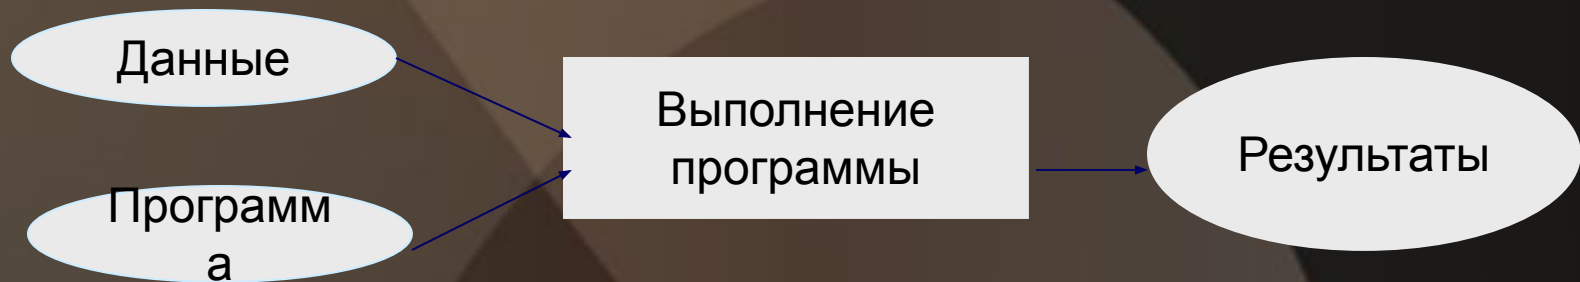 Данные
Программ
а
Выполнение
программы
Результаты